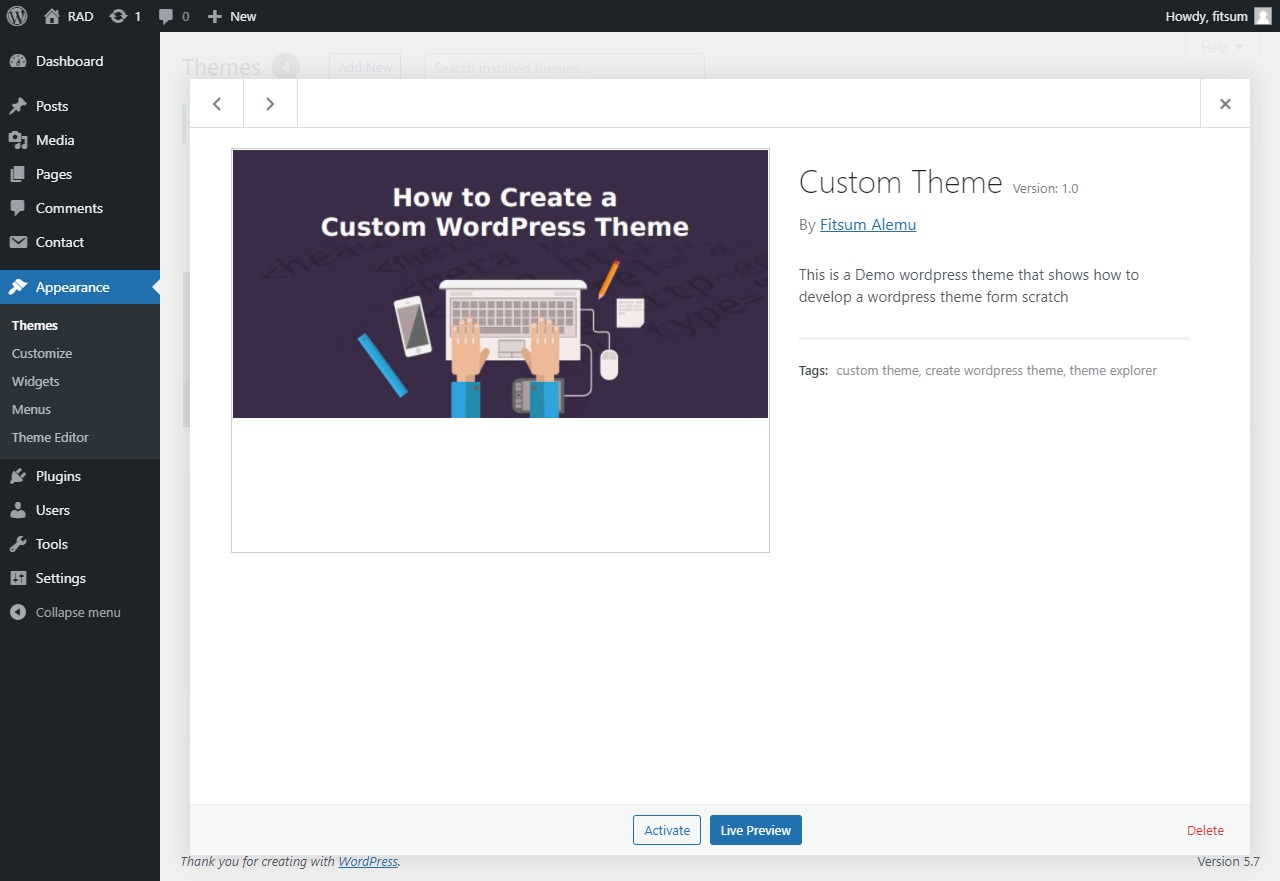 RAD
1
0
New
Howdy, fitsum
Dashboard
Posts
Media
Pages
Comments
Contact
Appearance
Themes
Customize
Widgets
Menus
Theme Editor
Plugins
Users
Tools
Settings
Collapse menu
Themes 4 Add New Search installed themes...
Help
How to Create a
Custom WordPress Theme
Custom Theme Version: 1.0
By Fitsum Alemu
This is a Demo wordpress theme that shows how to
develop a wordpress theme form scratch
Tags: custom theme, create wordpress theme, theme explorer
Activate
Live Preview
Delete
Thank you for creating with WordPress.
Version 5.7